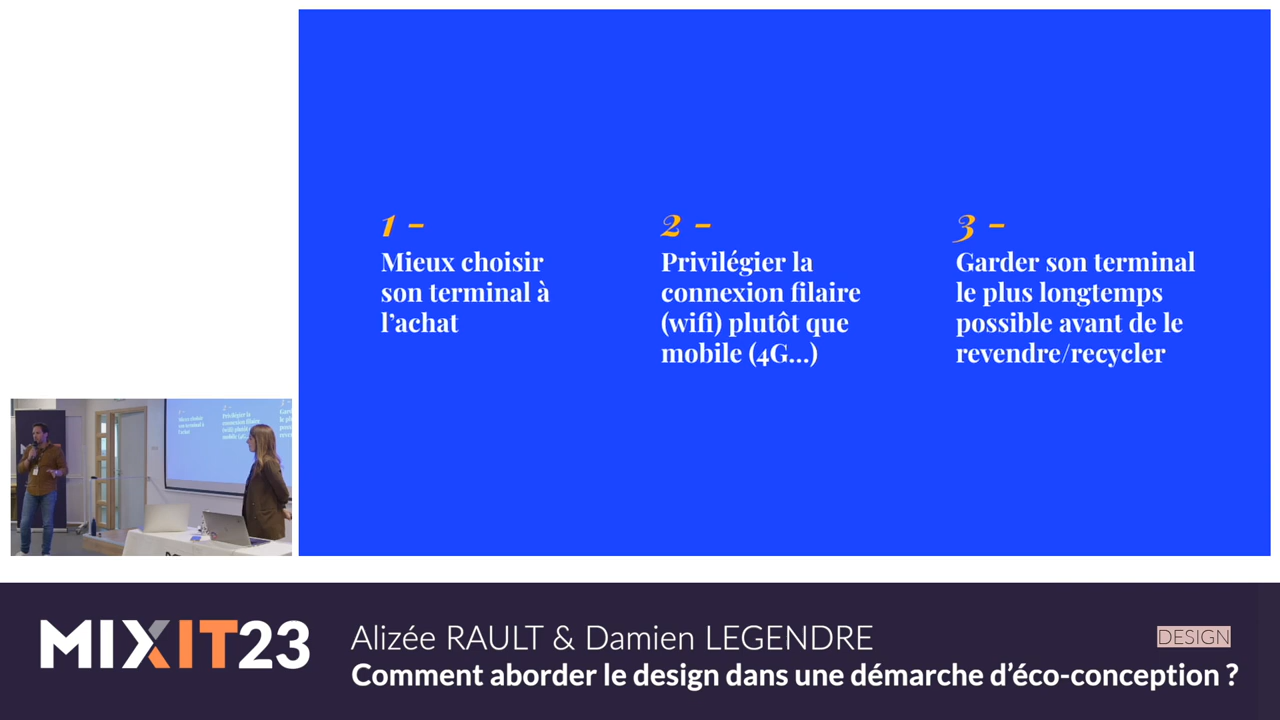 1 -
Mieux choisir
son terminal à
l'achat
2 -
Privilégier la
connexion filaire
(wifi) plutôt que
mobile (4G...)
3 -
Garder son terminal
le plus longtemps
possible avant de le
revendre/recycler
MIXIT23
Alizée RAULT & Damien LEGENDRE
DESIGN
Comment aborder le design dans une démarche d'éco-conception ?